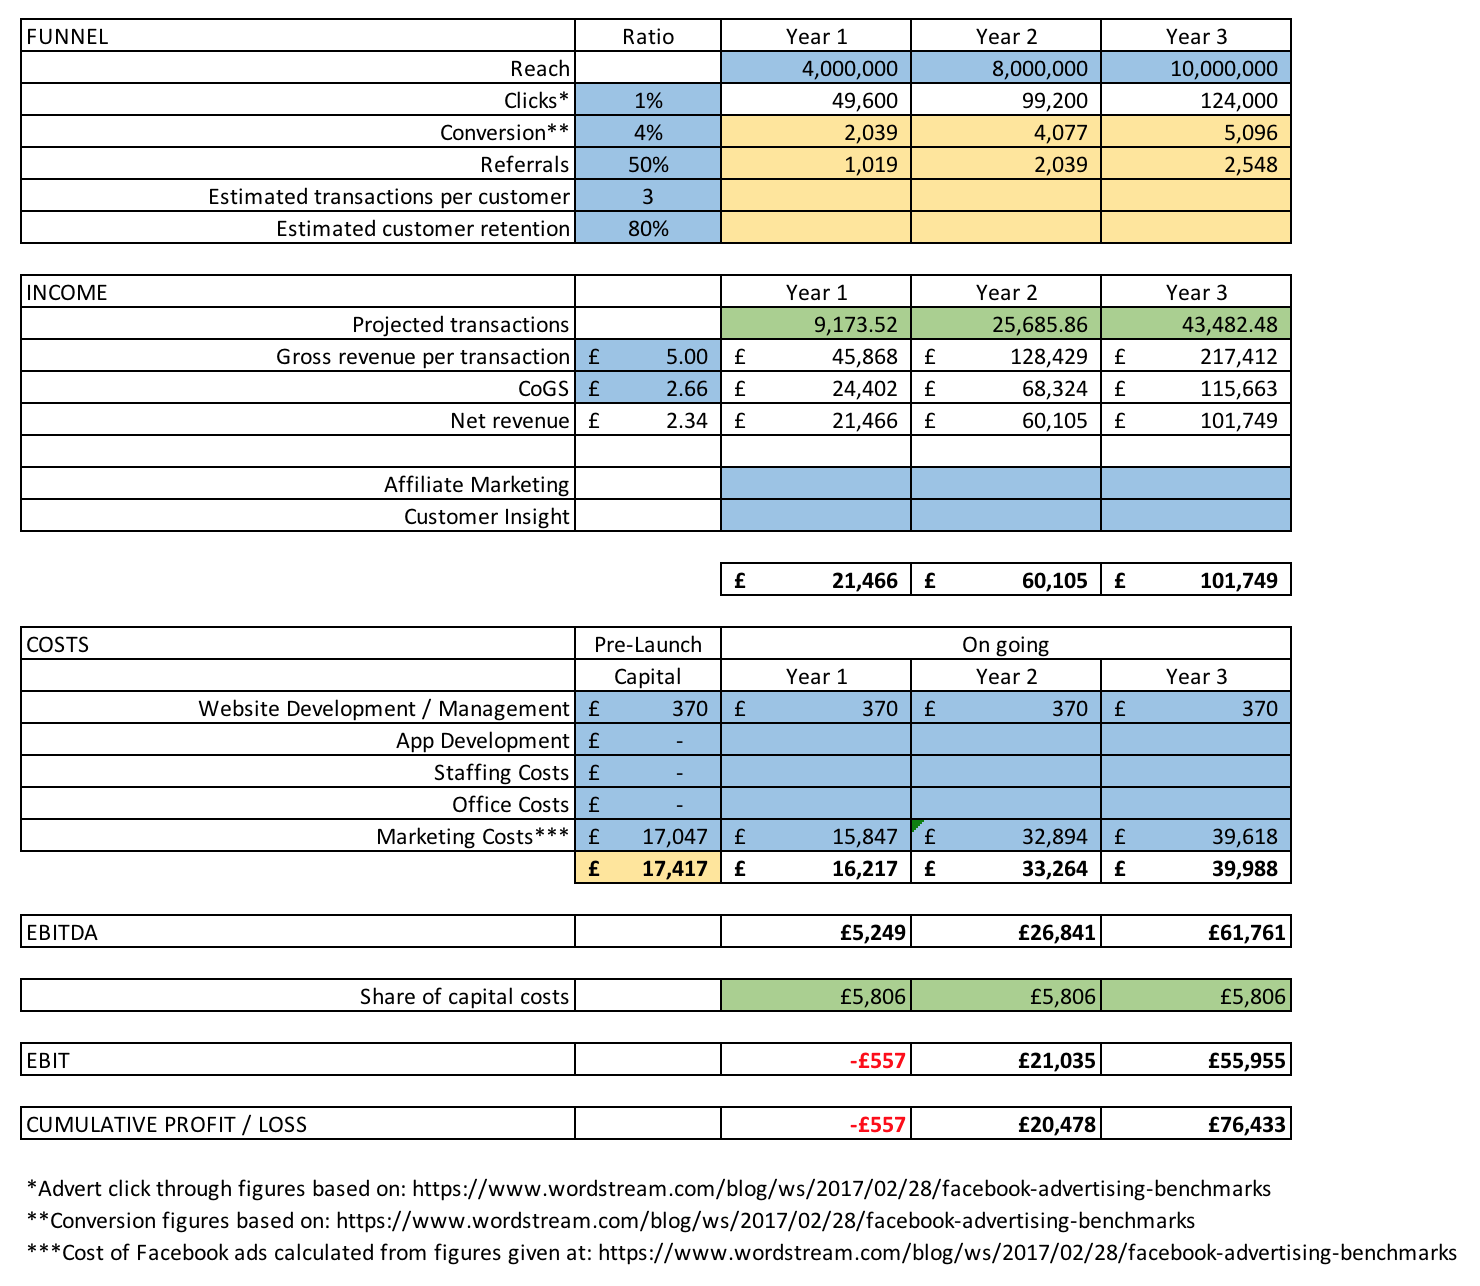 FUNNEL Ratio Year 1 Year 2 Year 3
Reach 4,000,000 8,000,000 10,000,000
Clicks* 1% 49,600 99,200 124,000
Conversion** 4% 2,039 4,077 5,096
Referrals 50% 1,019 2,039 2,548
Estimated transactions per customer 3
Estimated customer retention 80%
INCOME Year 1 Year 2 Year 3
Projected transactions 9,173.52 25,685.86 43,482.48
Gross revenue per transaction £ 5.00 £ 45,868 £ 128,429 £ 217,412
CoGS £ 2.66 £ 24,402 £ 68,324 £ 115,663
Net revenue £ 2.34 £ 21,466 £ 60,105 £ 101,749
Affiliate Marketing
Customer Insight
£ 21,466 £ 60,105 £ 101,749
COSTS Pre-Launch On going
Capital Year 1 Year 2 Year 3
Website Development / Management £ 370 £ 370 £ 370 £ 370
App Development £ -
Staffing Costs £ -
Office Costs £ -
Marketing Costs*** £ 17,047 £ 15,847 £ 32,894 £ 39,618
£ 17,417 £ 16,217 £ 33,264 £ 39,988
EBITDA £5,249 £26,841 £61,761
Share of capital costs £5,806 £5,806 £5,806
EBIT -£557 £21,035 £55,955
CUMULATIVE PROFIT / LOSS -£557 £20,478 £76,433
*Advert click through figures based on: https://www.wordstream.com/blog/ws/2017/02/28/facebook-advertising-benchmarks
**Conversion figures based on: https://www.wordstream.com/blog/ws/2017/02/28/facebook-advertising-benchmarks
***Cost of Facebook ads calculated from figures given at: https://www.wordstream.com/blog/ws/2017/02/28/facebook-advertising-benchmarks